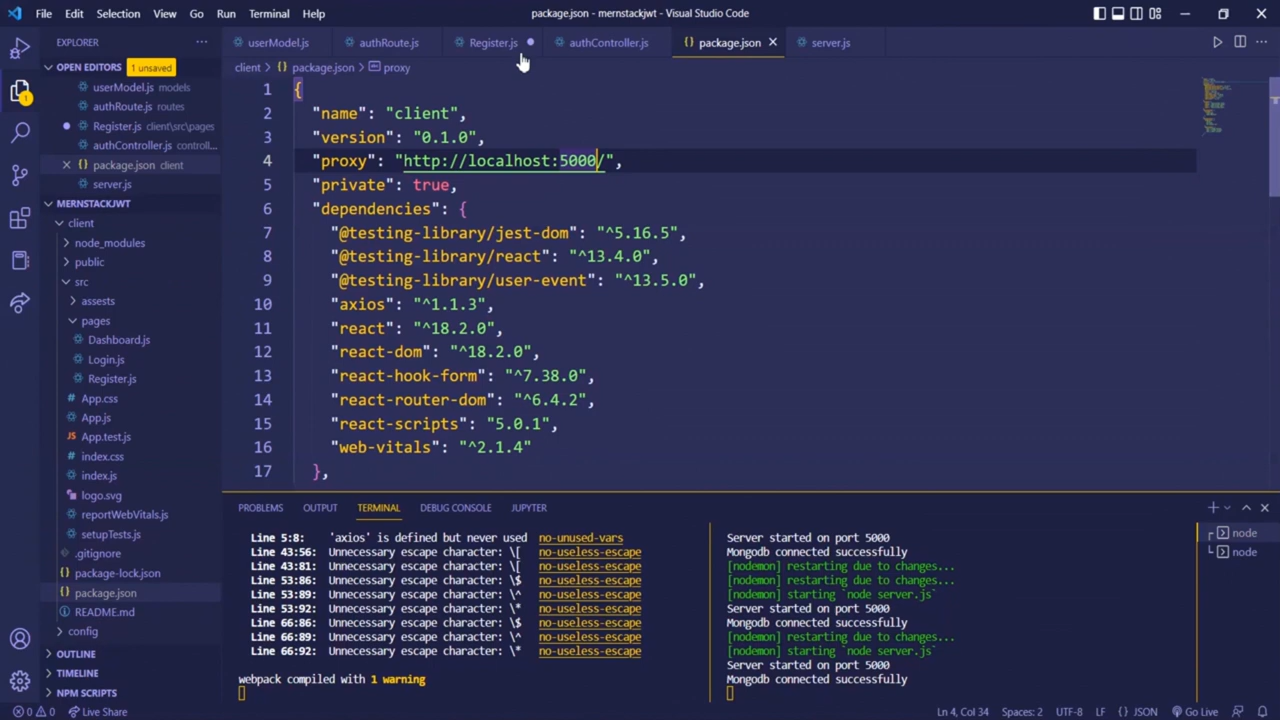 File Edit Selection View Go Run Terminal Help
package.json - mernstackjwt - Visual Studio Code
EXPLORER
OPEN EDITORS 1 unsaved
userModel.js models
authRoute.js routes
Register.js client\src\pages
authController.js controll...
package.json client
server.js
MERNSTACKJWT
client
node_modules
public
src
assests
pages
Dashboard.js
Login.js
Register.js
App.css
App.js
App.test.js
index.css
index.js
logo.svg
reportWebVitals.js
setupTests.js
.gitignore
package-lock.json
package.json
README.md
config
OUTLINE
TIMELINE
NPM SCRIPTS
userModel.js authRoute.js Register.js authController.js {} package.json server.js
client > {} package.json > proxy
1 {
2 "name": "client",
3 "version": "0.1.0",
4 "proxy": "http://localhost:5000/",
5 "private": true,
6 "dependencies": {
7 "@testing-library/jest-dom": "^5.16.5",
8 "@testing-library/react": "^13.4.0",
9 "@testing-library/user-event": "^13.5.0",
10 "axios": "^1.1.3",
11 "react": "^18.2.0",
12 "react-dom": "^18.2.0",
13 "react-hook-form": "^7.38.0",
14 "react-router-dom": "^6.4.2",
15 "react-scripts": "5.0.1",
16 "web-vitals": "^2.1.4"
17 },
PROBLEMS OUTPUT TERMINAL DEBUG CONSOLE JUPYTER
Line 5:8: 'axios' is defined but never used no-unused-vars
Line 43:56: Unnecessary escape character: \[ no-useless-escape
Line 43:81: Unnecessary escape character: \[ no-useless-escape
Line 53:86: Unnecessary escape character: \$ no-useless-escape
Line 53:89: Unnecessary escape character: \^ no-useless-escape
Line 53:92: Unnecessary escape character: \* no-useless-escape
Line 66:86: Unnecessary escape character: \$ no-useless-escape
Line 66:89: Unnecessary escape character: \^ no-useless-escape
Line 66:92: Unnecessary escape character: \* no-useless-escape
webpack compiled with 1 warning
Server started on port 5000
Mongodb connected successfully
[nodemon] restarting due to changes...
[nodemon] restarting due to changes...
[nodemon] starting `node server.js`
Server started on port 5000
Mongodb connected successfully
[nodemon] restarting due to changes...
[nodemon] starting `node server.js`
Server started on port 5000
Mongodb connected successfully
node
node
0 0 Live Share
Ln 4, Col 34 Spaces: 2 UTF-8 LF {} JSON Go Live